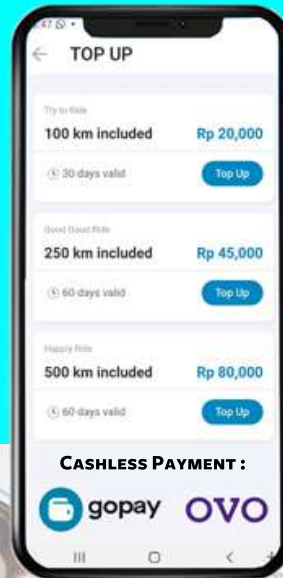 TOP UP
Try to Ride
100 km included Rp 20,000
30 days valid Top Up
Good Good Ride
250 km included Rp 45,000
60 days valid Top Up
Happy Ride
500 km included Rp 80,000
60 days valid Top Up
CASHLESS PAYMENT :
gopay OVO